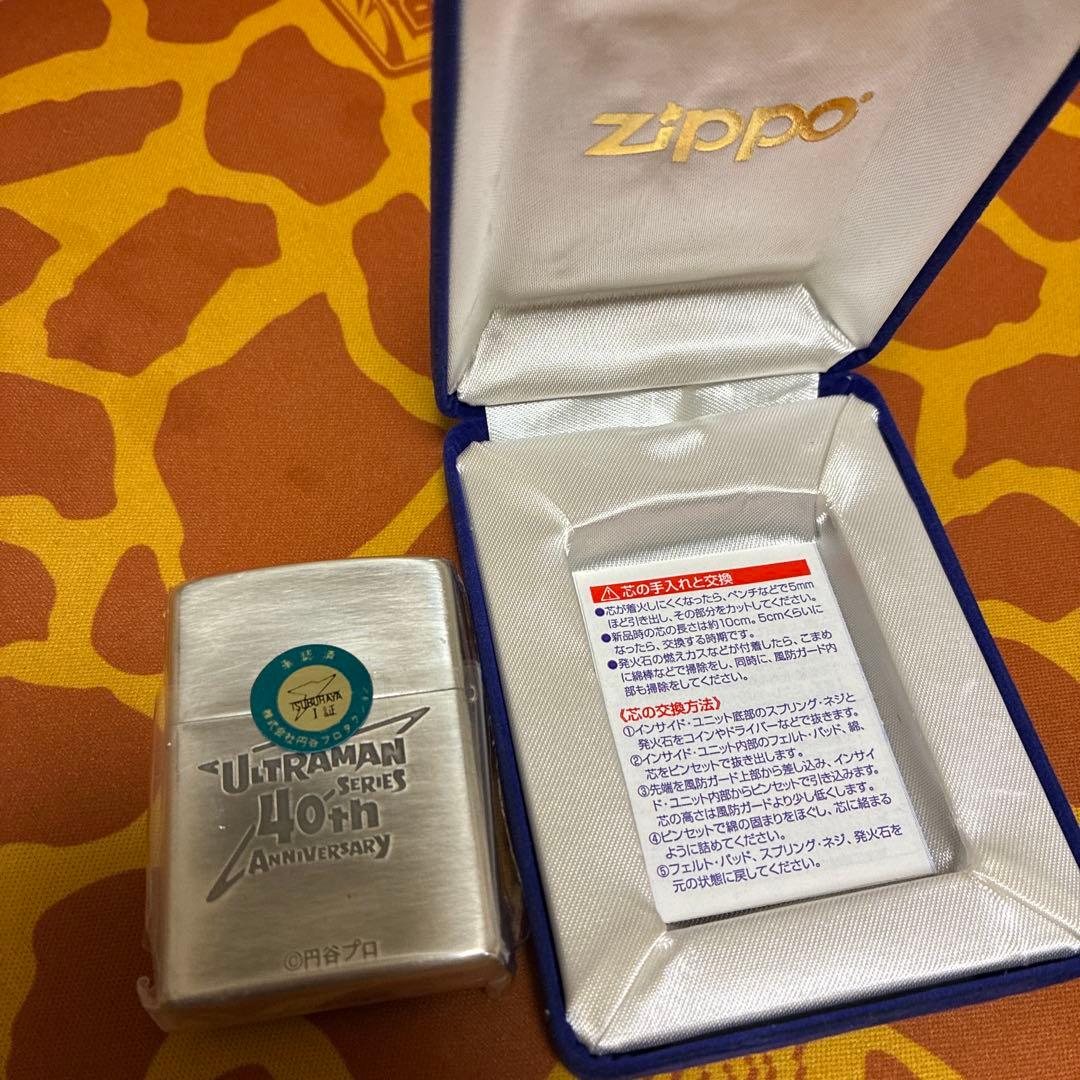 zippo
承認済
TSUBURAYA
証
株式会社円谷プロダクション
ULTRAMAN
SERIES
40th
ANNIVERSARY
©円谷プロ
芯の手入れと交換
●芯が着火しにくくなったら、ペンチなどで5mm
ほど引き出し、その部分をカットしてください。
●新品時の芯の長さは約10cm。5cmくらいに
なったら、交換する時期です。
●発火石の燃えカスなどが付着したら、こまめ
に綿棒などで掃除をし、同時に、風防ガード内
部も掃除をしてください。
《芯の交換方法》
①インサイド・ユニット底部のスプリング・ネジと
発火石をコインやドライバーなどで抜きます。
②インサイド・ユニット内部のフェルト・パッド、綿、
芯をピンセットで抜き出します。
③先端を風防ガード上部から差し込み、インサイ
ド・ユニット内部からピンセットで引き込みます。
芯の高さは風防ガードより少し低くします。
④ピンセットで綿の固まりをほぐし、芯に絡まる
ように詰めてください。
⑤フェルト・パッド、スプリング・ネジ、発火石を
元の状態に戻してください。